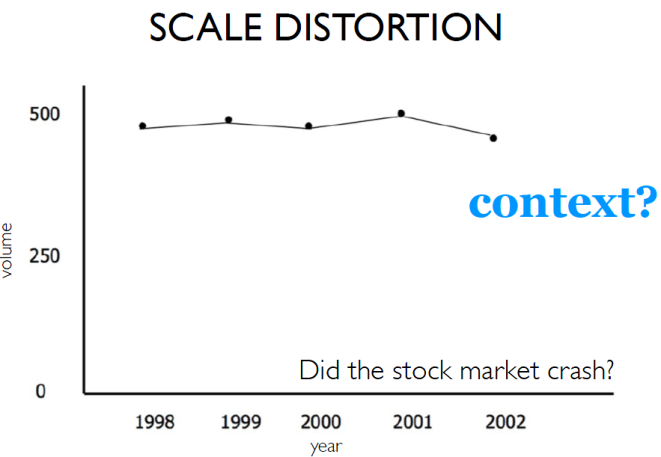 SCALE DISTORTION
500
context?
volume
250
Did the stock market crash?
0
1998 1999 2000 2001 2002
year